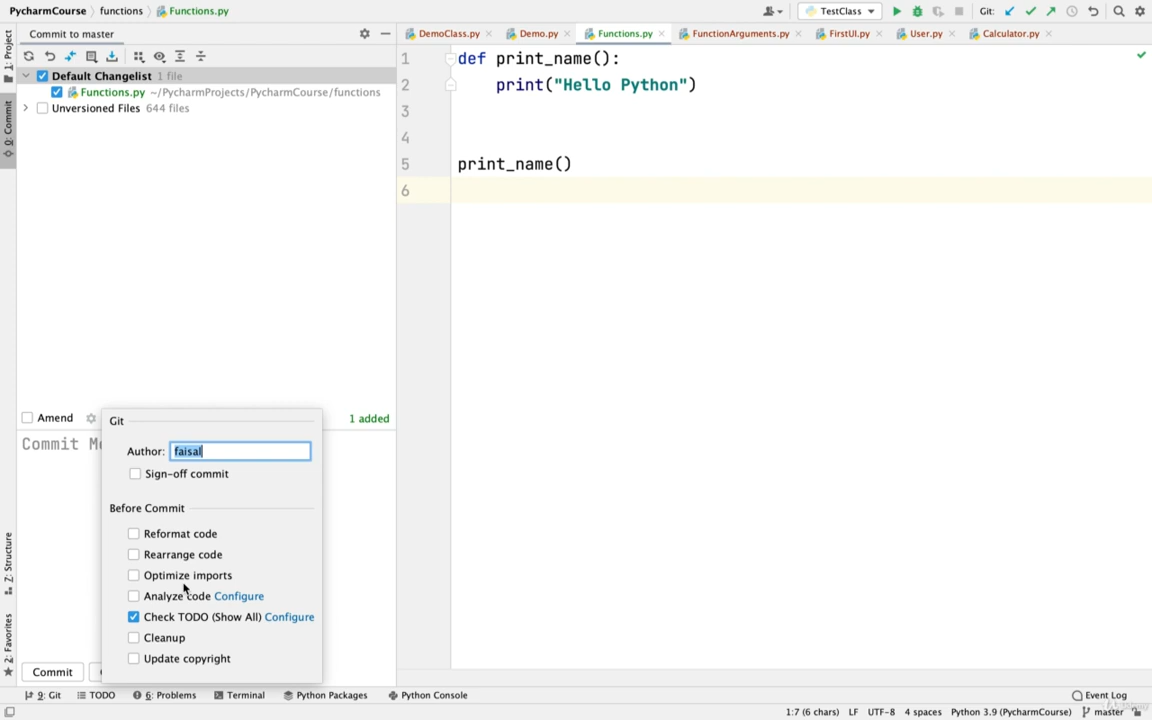 PycharmCourse functions Functions.py TestClass Git:
Commit to master
DemoClass.py Demo.py Functions.py FunctionArguments.py FirstUI.py User.py Calculator.py
1: Project
0: Commit
Z: Structure
2: Favorites
Default Changelist 1 file
Functions.py ~/PycharmProjects/PycharmCourse/functions
Unversioned Files 644 files
1 def print_name():
2 print("Hello Python")
3
4
5 print_name()
6
Amend 1 added
Commit Me
Git
Author: faisal
Sign-off commit
Before Commit
Reformat code
Rearrange code
Optimize imports
Analyze code Configure
Check TODO (Show All) Configure
Cleanup
Update copyright
Commit
9: Git TODO 6: Problems Terminal Python Packages Python Console Event Log
1:7 (6 chars) LF UTF-8 4 spaces Python 3.9 (PycharmCourse) master